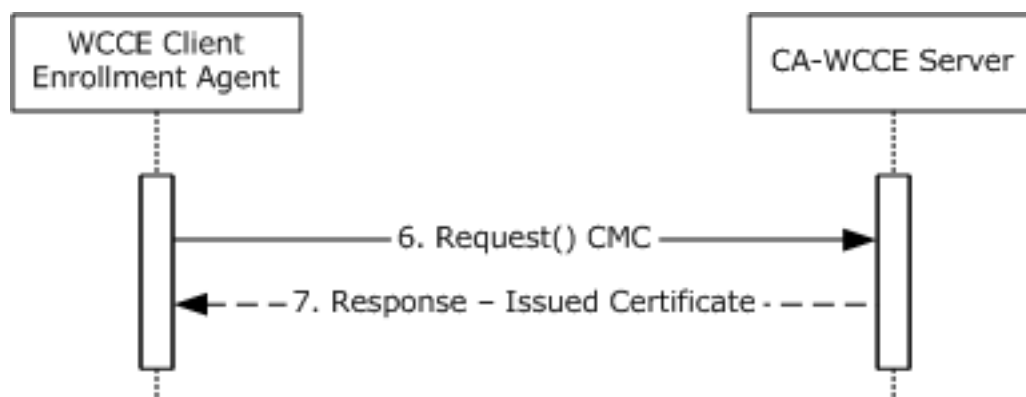 WCCE Client
Enrollment Agent
CA-WCCE Server
6. Request() CMC
7. Response – Issued Certificate